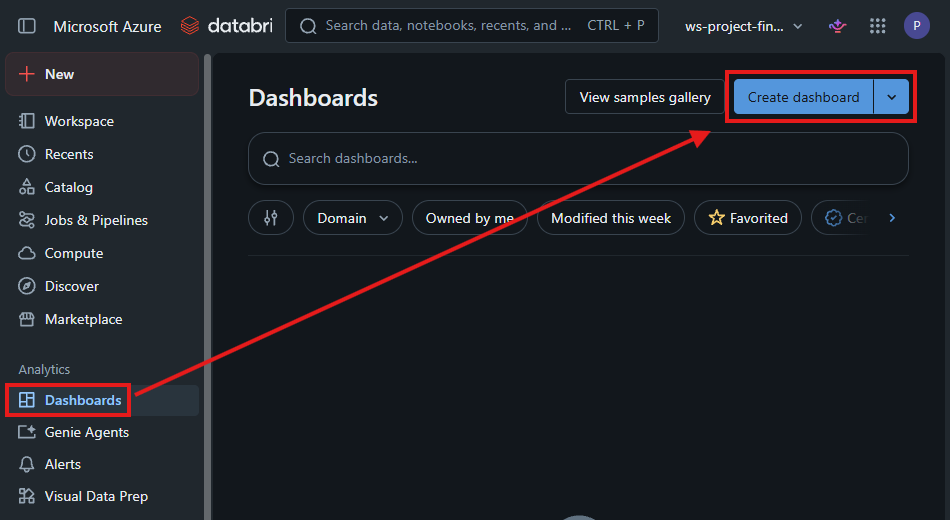 Microsoft Azure databri Search data, notebooks, recents, and ... CTRL + P ws-project-fin... P
New
Workspace
Recents
Catalog
Jobs & Pipelines
Compute
Discover
Marketplace
Analytics
Dashboards
Genie Agents
Alerts
Visual Data Prep
Dashboards View samples gallery Create dashboard
Search dashboards...
Domain Owned by me Modified this week Favorited Cer